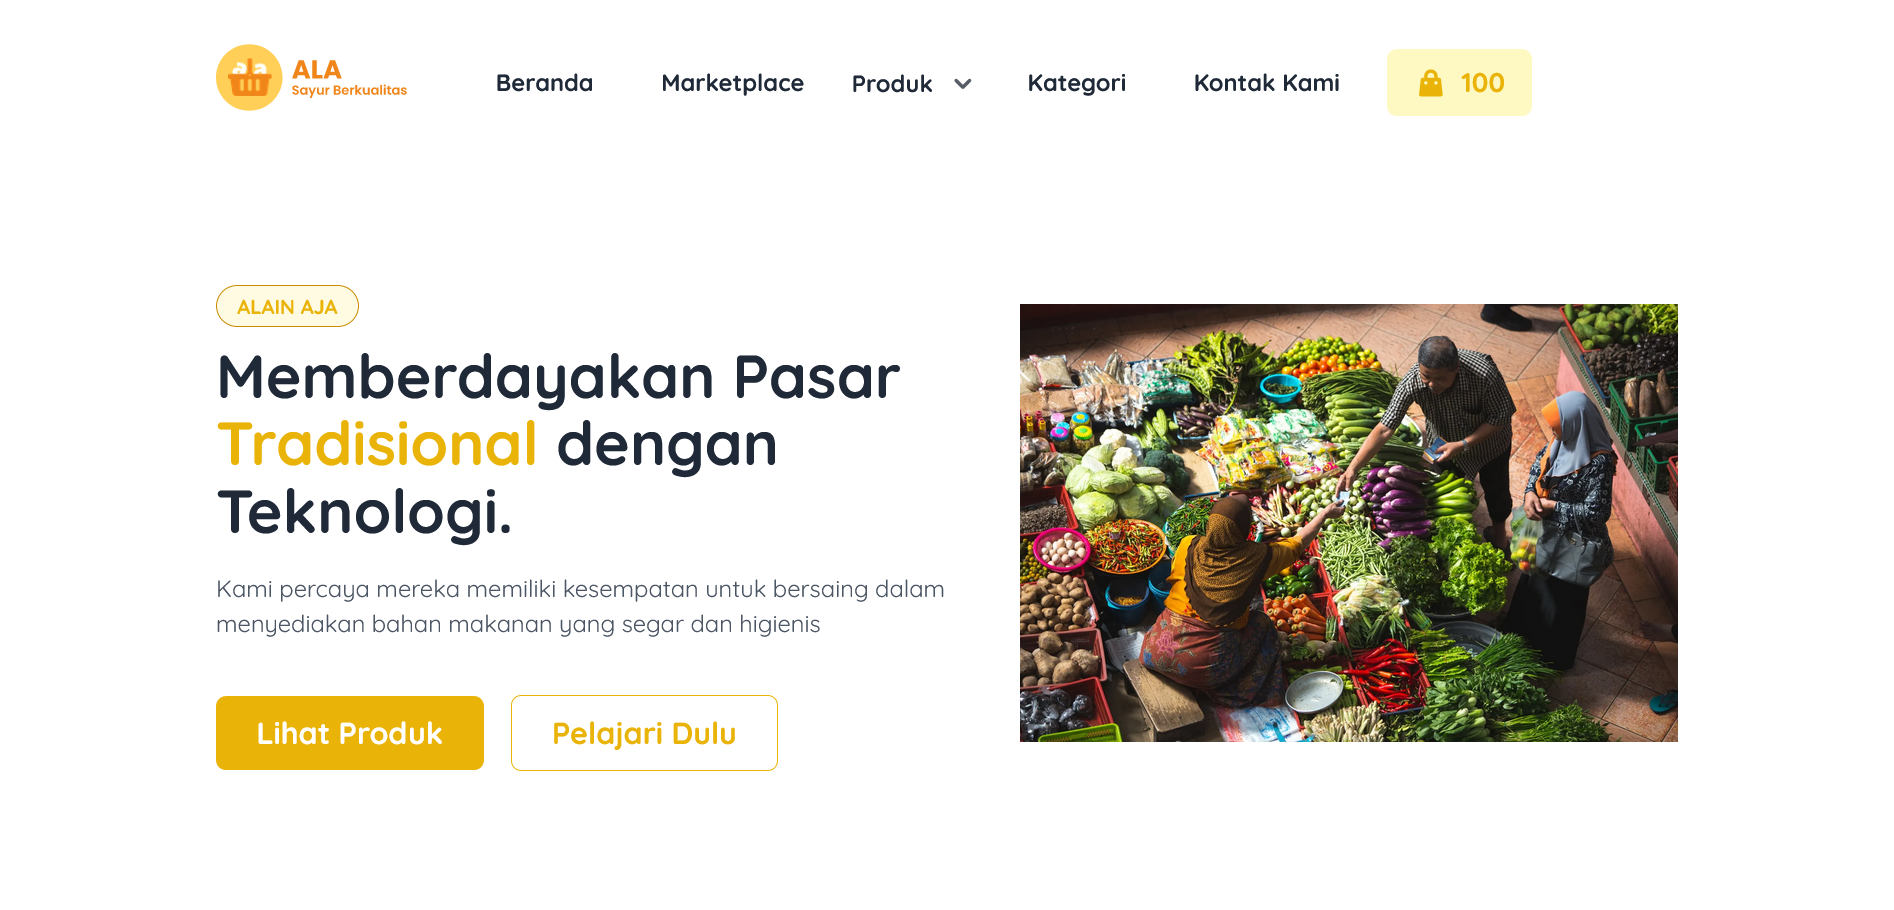 ALA
Sayur Berkualitas
Beranda
Marketplace
Produk
Kategori
Kontak Kami
100
ALAIN AJA
Memberdayakan Pasar
Tradisional dengan
Teknologi.
Kami percaya mereka memiliki kesempatan untuk bersaing dalam
menyediakan bahan makanan yang segar dan higienis
Lihat Produk
Pelajari Dulu